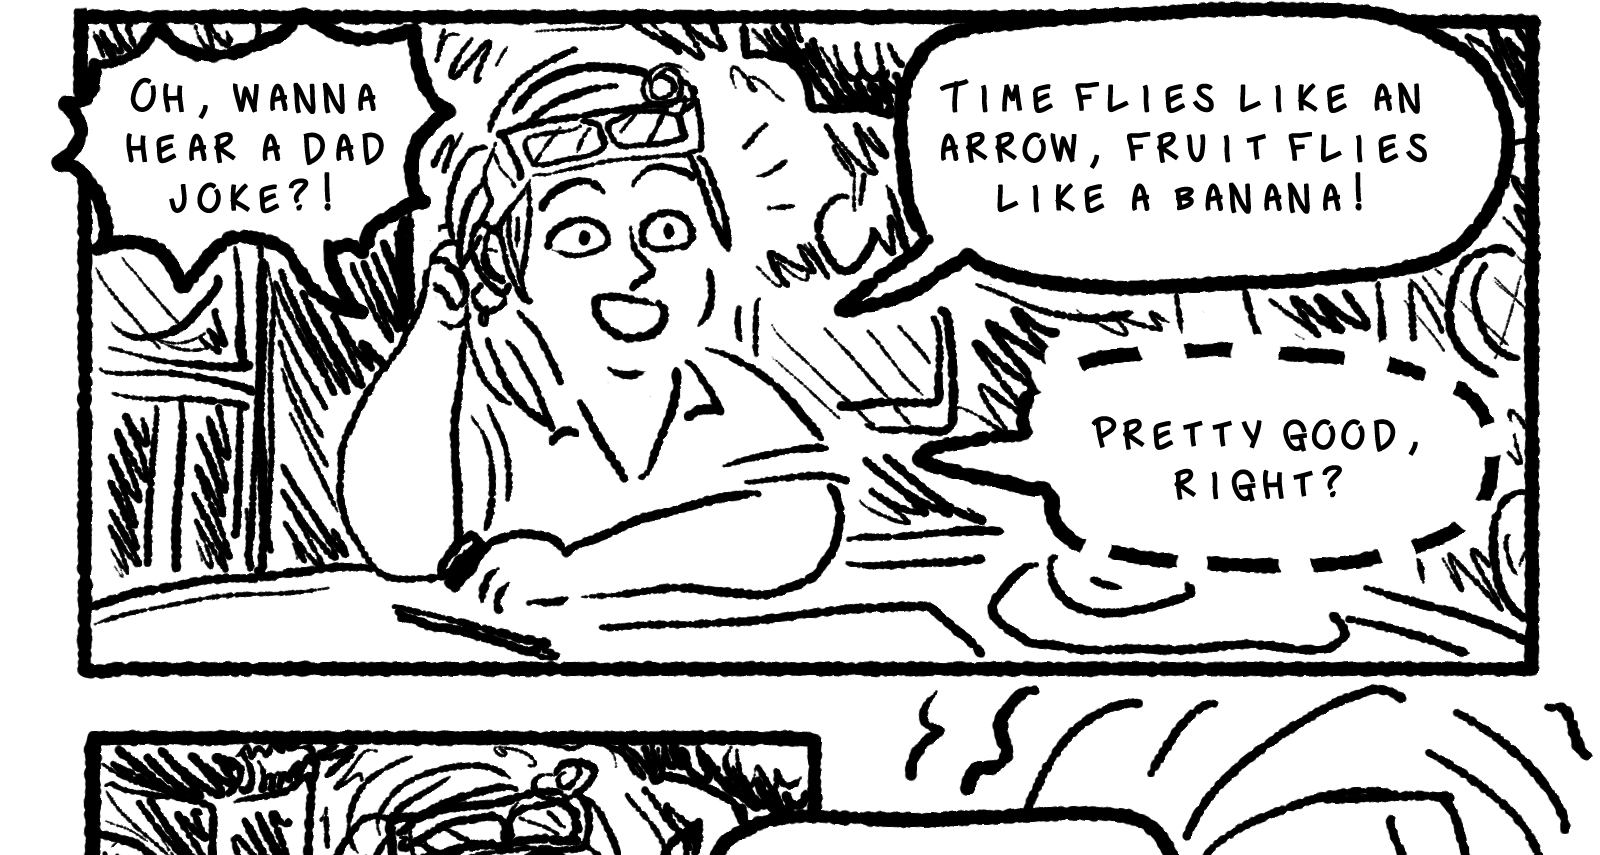 OH, WANNA
HEAR A DAD
JOKE?!
TIME FLIES LIKE AN
ARROW, FRUIT FLIES
LIKE A BANANA!
PRETTY GOOD,
RIGHT?